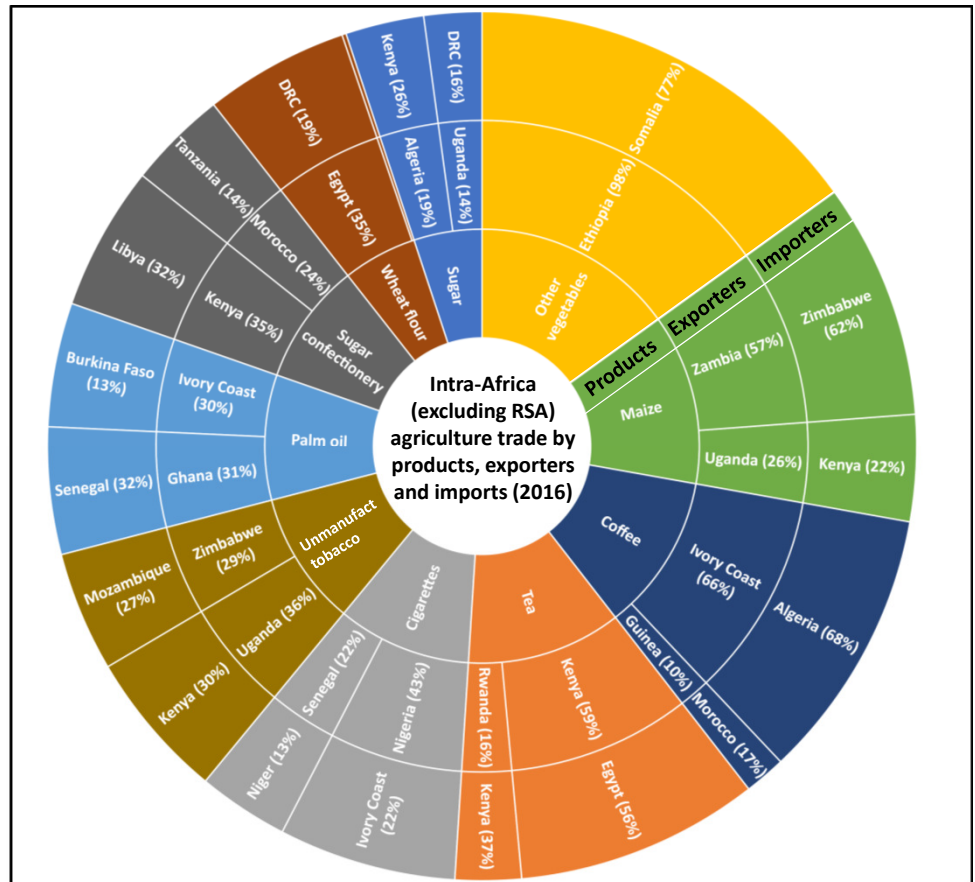 Intra-Africa
(excluding RSA)
agriculture trade by
products, exporters
and imports (2016)
Products
Exporters
Importers
Other
vegetables
Ethiopia (98%)
Somalia (77%)
Maize
Zambia (57%)
Zimbabwe
(62%)
Uganda (26%)
Kenya (22%)
Coffee
Ivory Coast
(66%)
Algeria (68%)
Guinea (10%)
Morocco (17%)
Tea
Kenya (59%)
Egypt (56%)
Rwanda (16%)
Kenya (37%)
Cigarettes
Nigeria (43%)
Ivory Coast
(22%)
Senegal (22%)
Niger (13%)
Unmanufact
tobacco
Uganda (36%)
Kenya (30%)
Zimbabwe
(29%)
Mozambique
(27%)
Palm oil
Ghana (31%)
Senegal (32%)
Ivory Coast
(30%)
Burkina Faso
(13%)
Sugar
confectionery
Kenya (35%)
Libya (32%)
Morocco (24%)
Tanzania (14%)
Wheat flour
Egypt (35%)
DRC (19%)
Sugar
Algeria (19%)
Kenya (26%)
Uganda (14%)
DRC (16%)